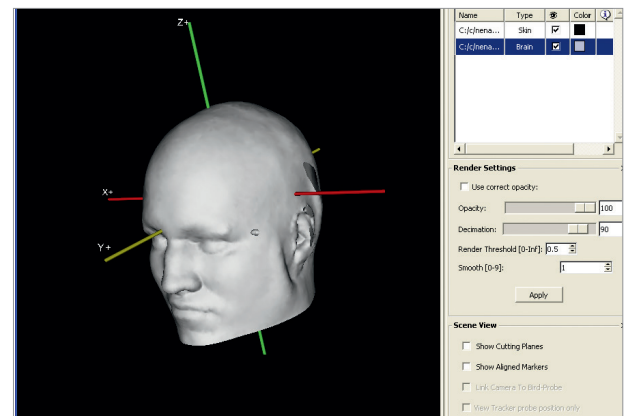 Z+
X+
Y+
Name Type Color
C:/c/nena... Skin
C:/c/nena... Brain
Render Settings
Use correct opacity:
Opacity: 100
Decimation: 90
Render Threshold [0-Inf]: 0.5
Smooth [0-9]: 1
Apply
Scene View
Show Cutting Planes
Show Aligned Markers
Link Camera To Bird-Probe
View Tracker probe position only